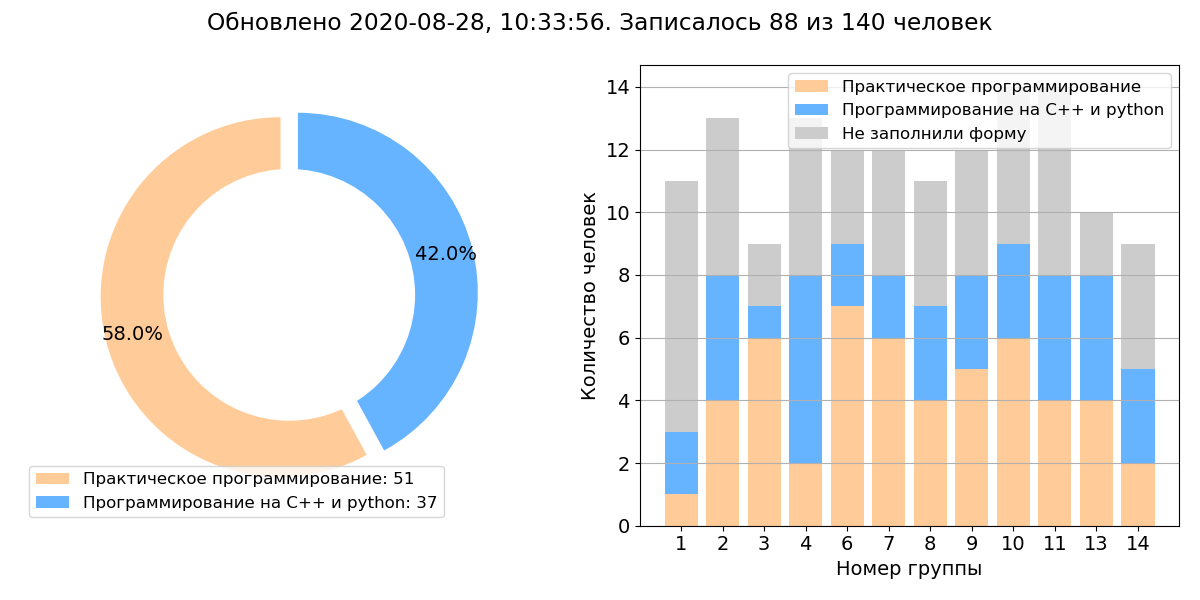 Обновлено 2020-08-28, 10:33:56. Записалось 88 из 140 человек
42.0%
58.0%
Практическое программирование: 51
Программирование на C++ и python: 37
Практическое программирование
Программирование на C++ и python
Не заполнили форму
Количество человек
14
12
10
8
6
4
2
0
1 2 3 4 6 7 8 9 10 11 13 14
Номер группы